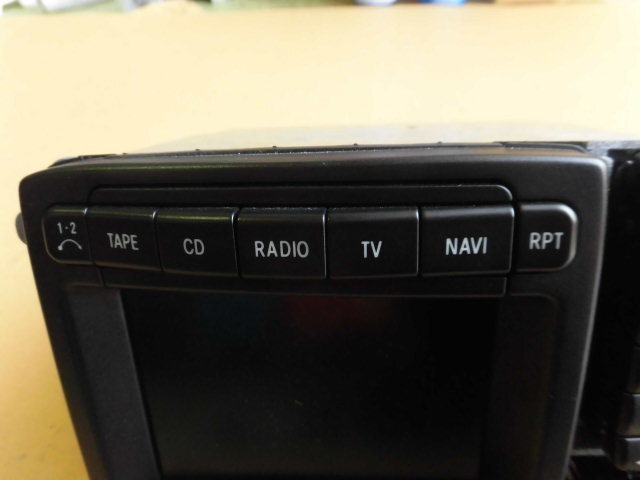 1·2 TAPE CD RADIO TV NAVI RPT